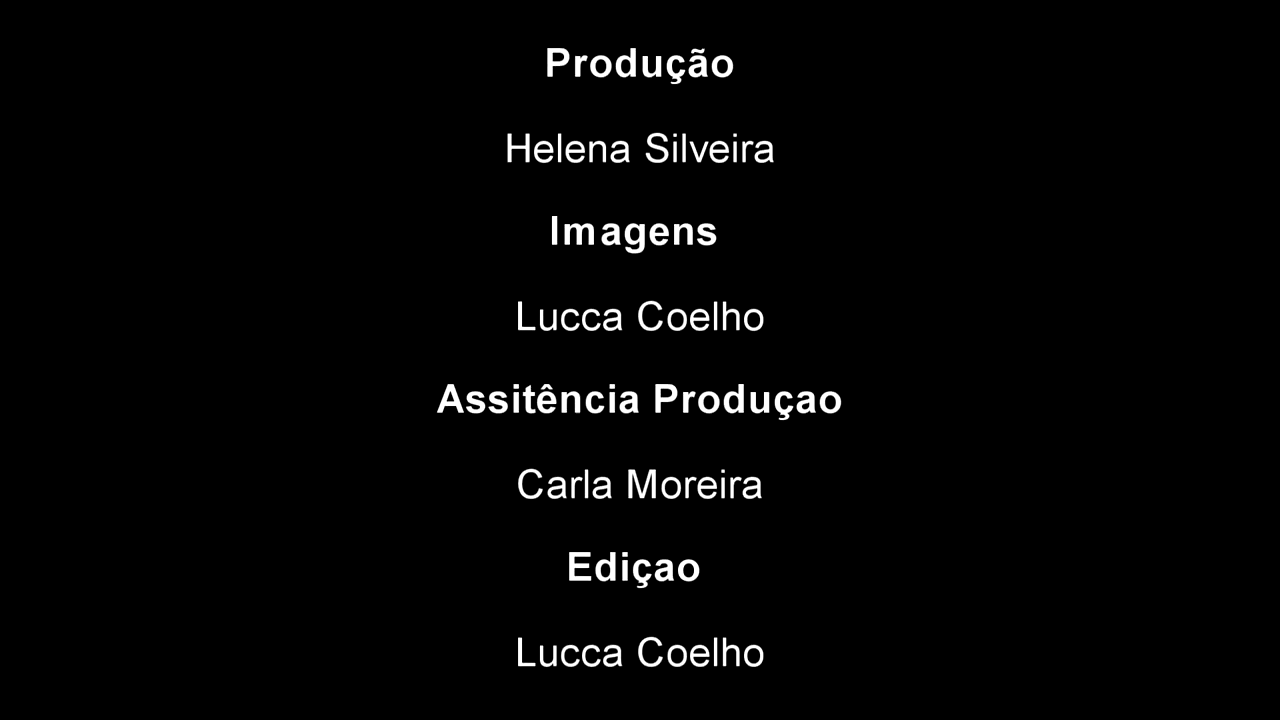 Produção
Helena Silveira
Imagens
Lucca Coelho
Assitência Produçao
Carla Moreira
Ediçao
Lucca Coelho